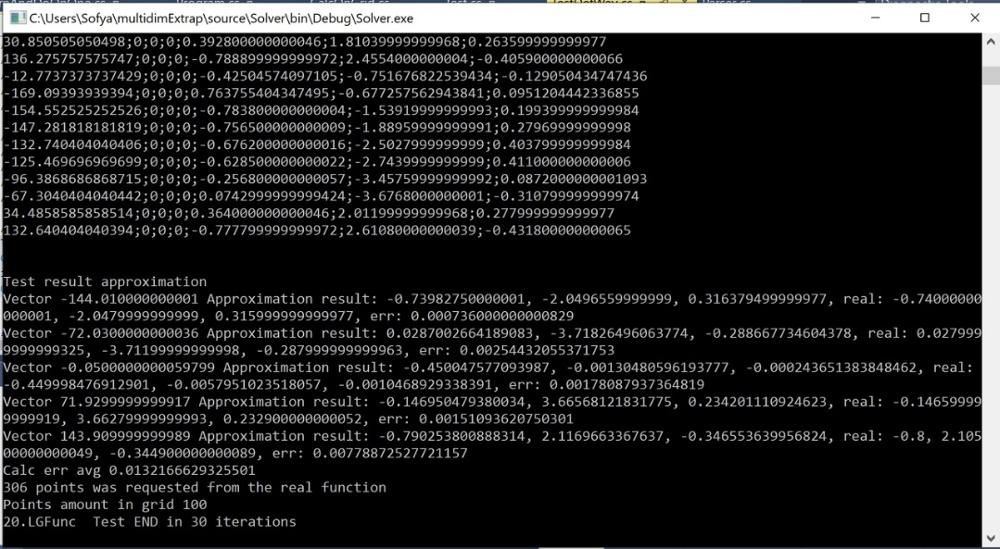 C:\Users\Sofya\multidimExtrap\source\Solver\bin\Debug\Solver.exe
30.850505050498;0;0;0;0.392800000000046;1.81039999999968;0.263599999999977
136.275757575747;0;0;0;-0.788899999999972;2.4554000000004;-0.405900000000066
-12.7737373737429;0;0;0;-0.42504574097105;-0.751676822539434;-0.129050434747436
-169.09393939394;0;0;0;0.763755404347495;-0.677257562943841;0.0951204442336855
-154.552525252526;0;0;0;-0.783800000000004;-1.53919999999993;0.199399999999984
-147.281818181819;0;0;0;-0.756500000000009;-1.88959999999991;0.27969999999998
-132.740404040406;0;0;0;-0.676200000000016;-2.5027999999999;0.403799999999984
-125.469696969699;0;0;0;-0.628500000000022;-2.7439999999999;0.411000000000006
-96.3868686868715;0;0;0;-0.256800000000057;-3.45759999999992;0.0872000000001093
-67.3040404040442;0;0;0;0.0742999999999424;-3.6768000000001;-0.310799999999974
34.4858585858514;0;0;0;0.364000000000046;2.01199999999968;0.277999999999977
132.640404040394;0;0;0;-0.777799999999972;2.61080000000039;-0.431800000000065
Test result approximation
Vector -144.010000000001 Approximation result: -0.73982750000001, -2.0496559999999, 0.316379499999977, real: -0.74000000
000001, -2.0479999999999, 0.315999999999977, err: 0.000736000000000829
Vector -72.0300000000036 Approximation result: 0.0287002664189083, -3.71826496063774, -0.288667734604378, real: 0.027999
9999999325, -3.71199999999998, -0.287999999999963, err: 0.00254432055371753
Vector -0.0500000000059799 Approximation result: -0.450047577093987, -0.00130480596193777, -0.000243651383848462, real:
-0.449998476912901, -0.0057951023518057, -0.0010468929338391, err: 0.00178087937364819
Vector 71.9299999999917 Approximation result: -0.146950479380034, 3.66568121831775, 0.234201110924623, real: -0.14659999
9999919, 3.66279999999993, 0.232900000000052, err: 0.00151093620750301
Vector 143.909999999989 Approximation result: -0.790253800888314, 2.1169663367637, -0.346553639956824, real: -0.8, 2.105
00000000049, -0.344900000000089, err: 0.00778872527721157
Calc err avg 0.0132166629325501
306 points was requested from the real function
Points amount in grid 100
20.LGFunc  Test END in 30 iterations